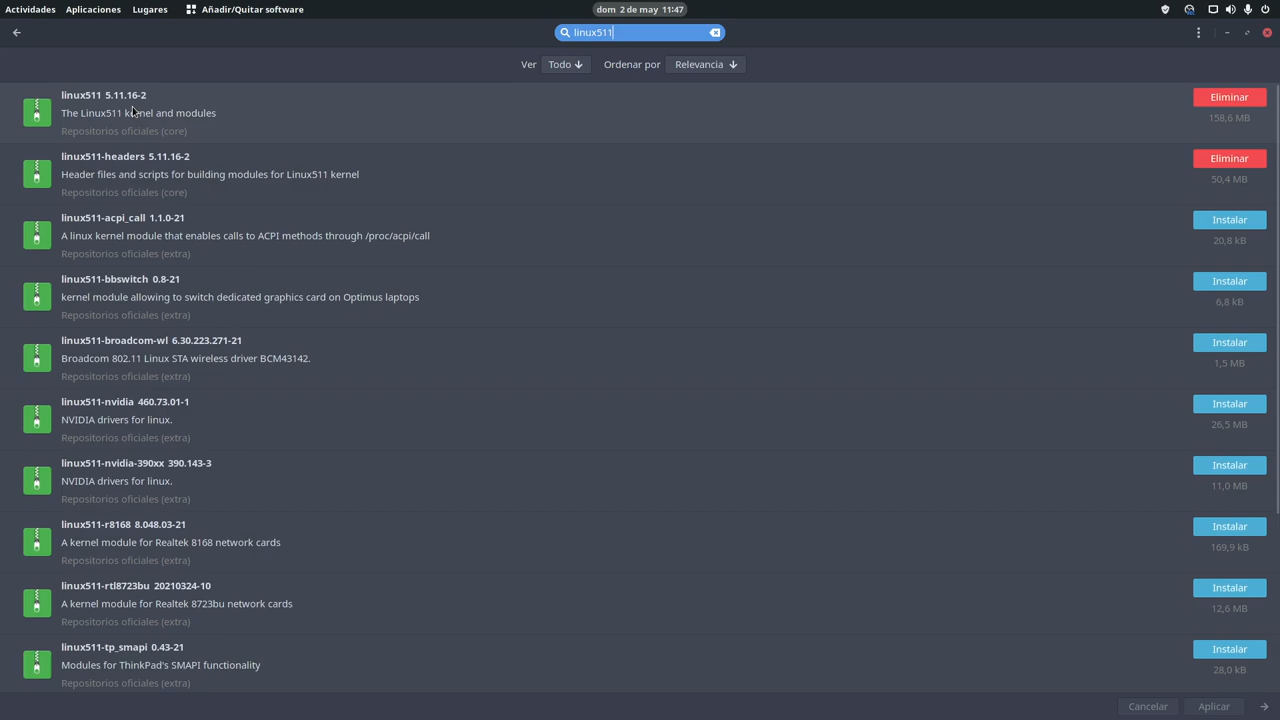 Actividades Aplicaciones Lugares Añadir/Quitar software dom 2 de may 11:47
linux511
Ver Todo Ordenar por Relevancia
linux511 5.11.16-2 Eliminar
The Linux511 kernel and modules 158,6 MB
Repositorios oficiales (core)
linux511-headers 5.11.16-2 Eliminar
Header files and scripts for building modules for Linux511 kernel 50,4 MB
Repositorios oficiales (core)
linux511-acpi_call 1.1.0-21 Instalar
A linux kernel module that enables calls to ACPI methods through /proc/acpi/call 20,8 kB
Repositorios oficiales (extra)
linux511-bbswitch 0.8-21 Instalar
kernel module allowing to switch dedicated graphics card on Optimus laptops 6,8 kB
Repositorios oficiales (extra)
linux511-broadcom-wl 6.30.223.271-21 Instalar
Broadcom 802.11 Linux STA wireless driver BCM43142. 1,5 MB
Repositorios oficiales (extra)
linux511-nvidia 460.73.01-1 Instalar
NVIDIA drivers for linux. 26,5 MB
Repositorios oficiales (extra)
linux511-nvidia-390xx 390.143-3 Instalar
NVIDIA drivers for linux. 11,0 MB
Repositorios oficiales (extra)
linux511-r8168 8.048.03-21 Instalar
A kernel module for Realtek 8168 network cards 169,9 kB
Repositorios oficiales (extra)
linux511-rtl8723bu 20210324-10 Instalar
A kernel module for Realtek 8723bu network cards 12,6 MB
Repositorios oficiales (extra)
linux511-tp_smapi 0.43-21 Instalar
Modules for ThinkPad's SMAPI functionality 28,0 kB
Repositorios oficiales (extra)
Cancelar Aplicar